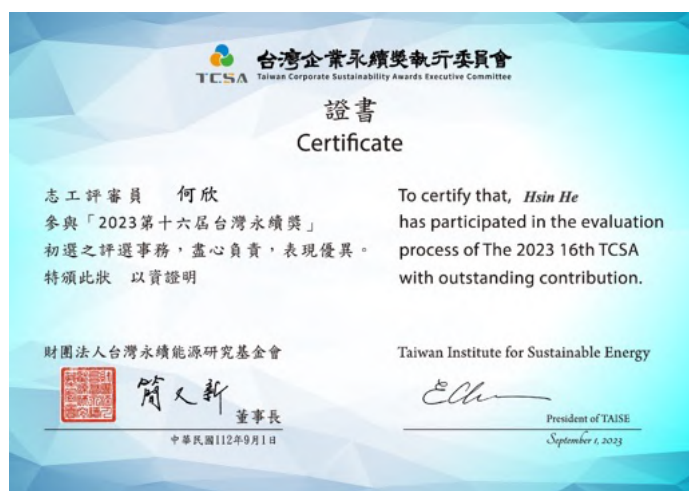 TCSA
台灣企業永續獎執行委員會
Taiwan Corporate Sustainability Awards Executive Committee
證書
Certificate
志工評審員 何欣
參與「2023第十六屆台灣永續獎」
初選之評選事務,盡心負責,表現優異。
特頒此狀 以資證明
To certify that, Hsin He
has participated in the evaluation
process of The 2023 16th TCSA
with outstanding contribution.
財團法人台灣永續能源研究基金會
簡又新
董事長
中華民國112年9月1日
Taiwan Institute for Sustainable Energy
President of TAISE
September 1, 2023